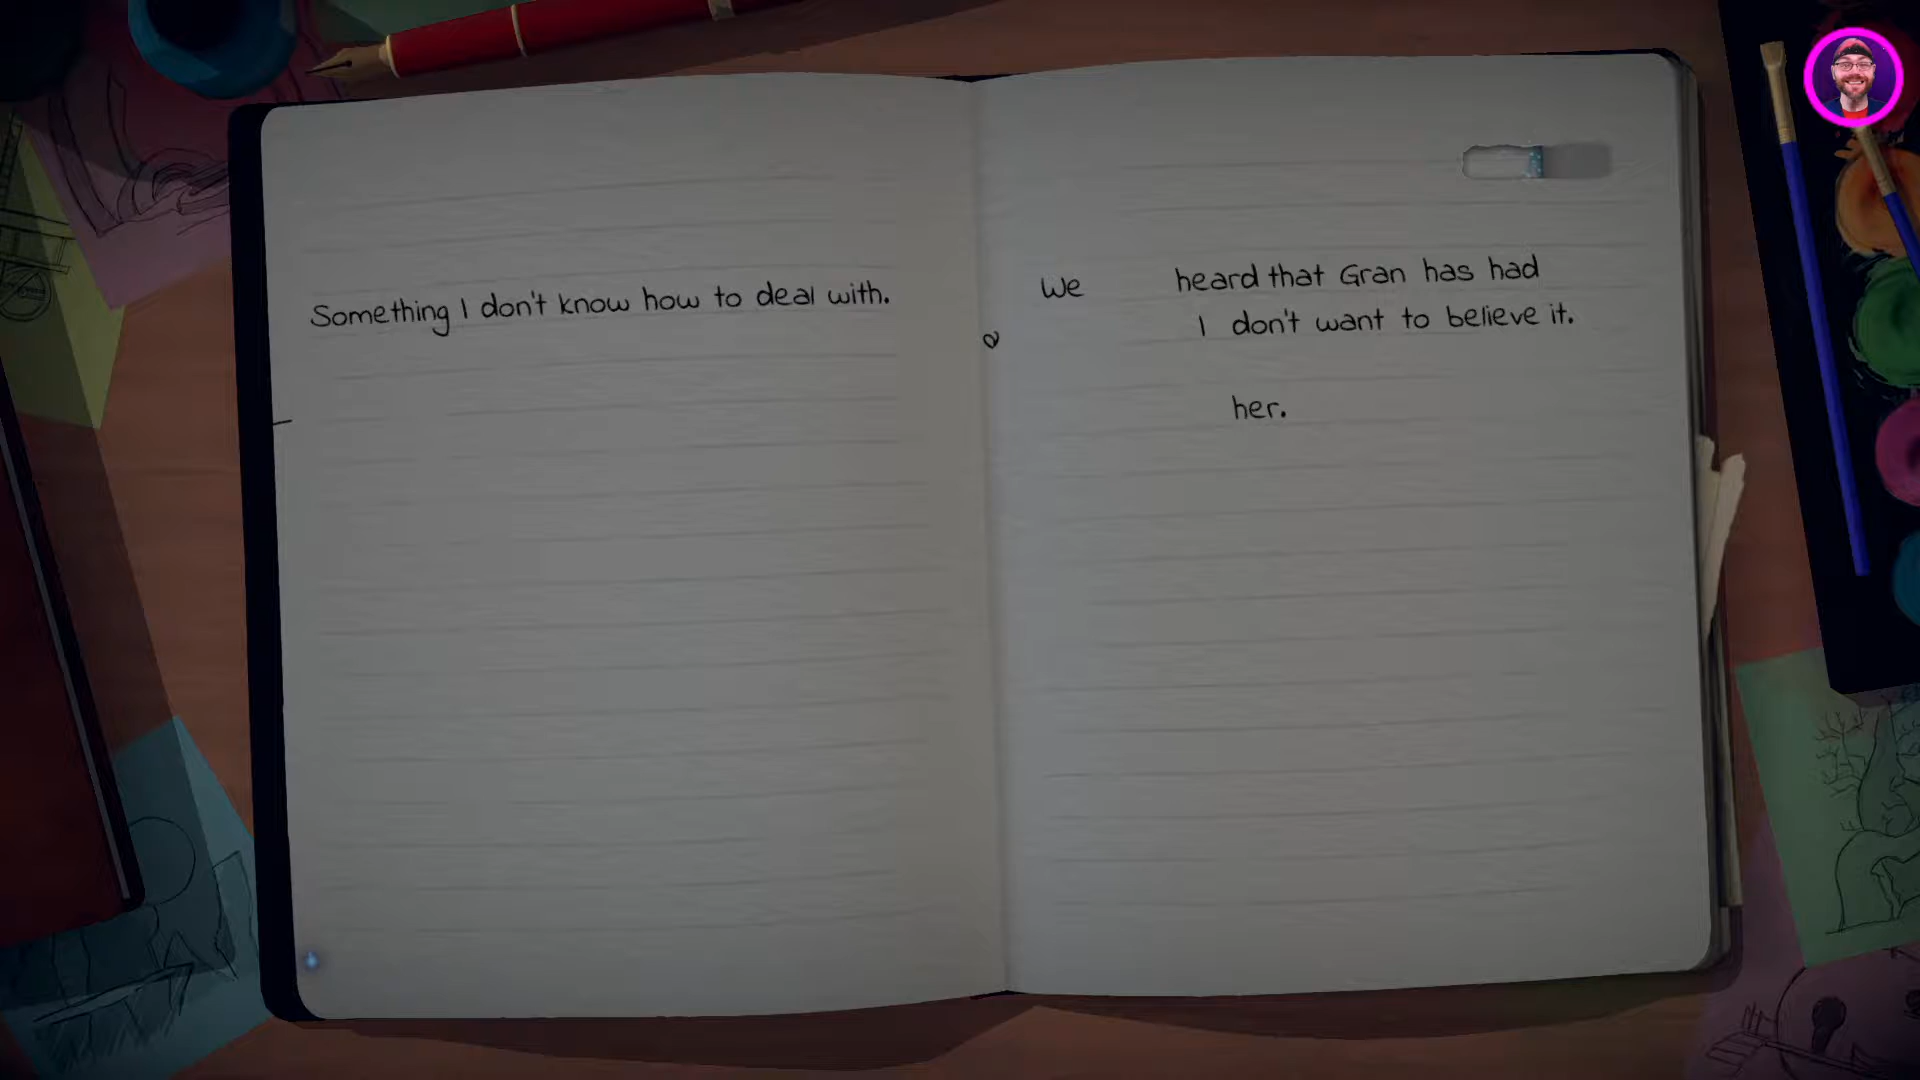 Something I don't know how to deal with.
We heard that Gran has had
I don't want to believe it.
her.